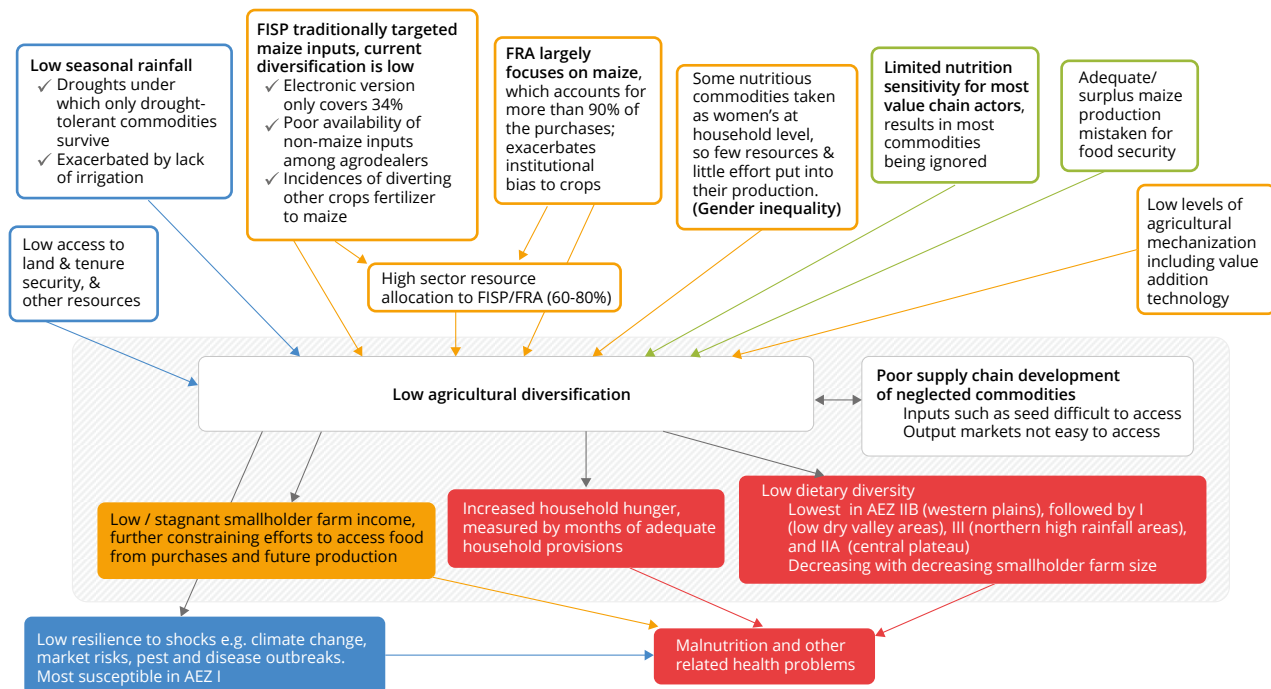 Low seasonal rainfall
✓ Droughts under
which only drought-
tolerant commodities
survive
✓ Exacerbated by lack
of irrigation
FISP traditionally targeted
maize inputs, current
diversification is low
✓ Electronic version
only covers 34%
✓ Poor availability of
non-maize inputs
among agrodealers
✓ Incidences of diverting
other crops fertilizer
to maize
FRA largely
focuses on maize,
which accounts for
more than 90% of
the purchases;
exacerbates
institutional
bias to crops
Some nutritious
commodities taken
as women's at
household level,
so few resources &
little effort put into
their production.
(Gender inequality)
Limited nutrition
sensitivity for most
value chain actors,
results in most
commodities
being ignored
Adequate/
surplus maize
production
mistaken for
food security
Low levels of
agricultural
mechanization
including value
addition
technology
Low access to
land & tenure
security, &
other resources
High sector resource
allocation to FISP/FRA (60-80%)
Low agricultural diversification
Poor supply chain development
of neglected commodities
Inputs such as seed difficult to access
Output markets not easy to access
Low / stagnant smallholder farm income,
further constraining efforts to access food
from purchases and future production
Increased household hunger,
measured by months of adequate
household provisions
Low dietary diversity
Lowest in AEZ IIB (western plains), followed by I
(low dry valley areas), III (northern high rainfall areas),
and IIA (central plateau)
Decreasing with decreasing smallholder farm size
Low resilience to shocks e.g. climate change,
market risks, pest and disease outbreaks.
Most susceptible in AEZ I
Malnutrition and other
related health problems